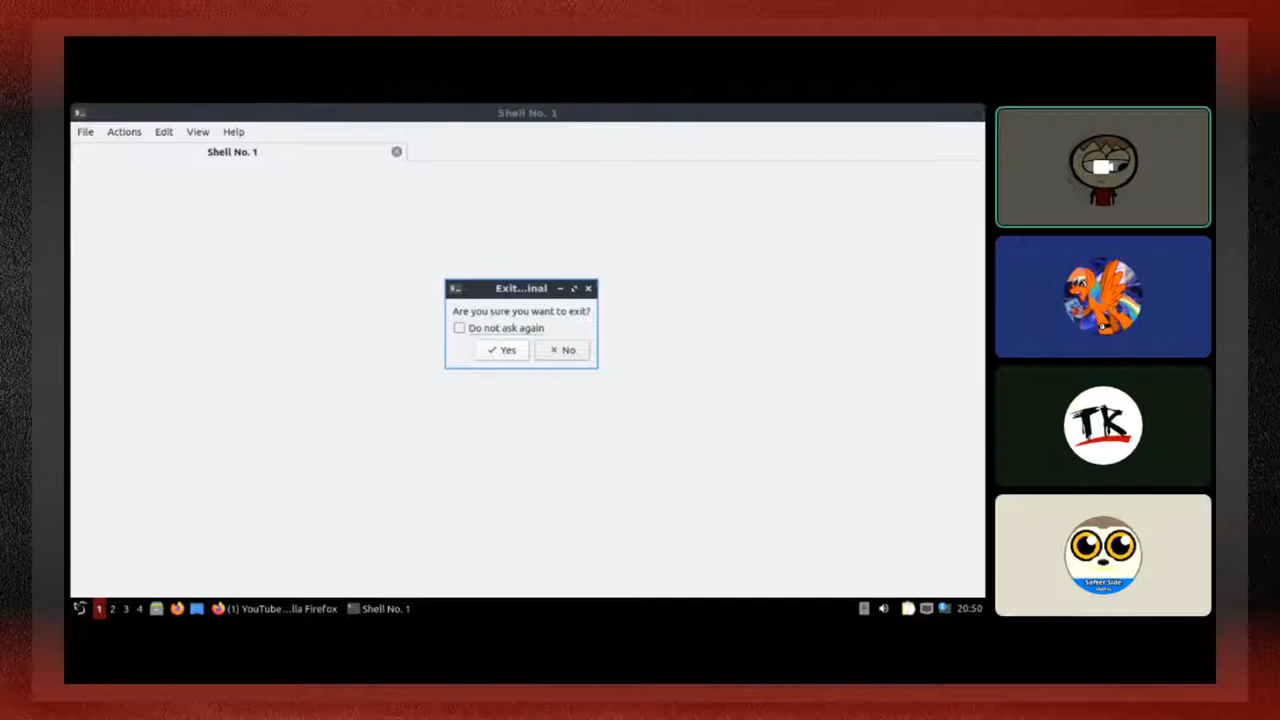 Shell No. 1
File Actions Edit View Help
Shell No. 1
Exit...inal
Are you sure you want to exit?
Do not ask again
Yes No
TK
Softer Side
1 2 3 4 (1) YouTube...lla Firefox Shell No. 1 20:50